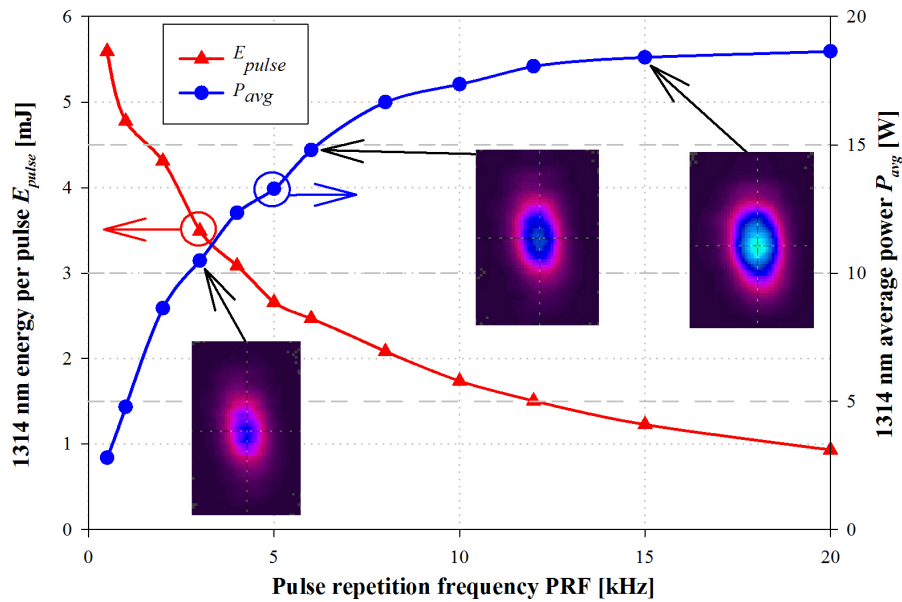 E_pulse
P_avg
1314 nm energy per pulse E_pulse [mJ]
6
5
4
3
2
1
0
20
15
10
5
0
1314 nm average power P_avg [W]
0 5 10 15 20
Pulse repetition frequency PRF [kHz]